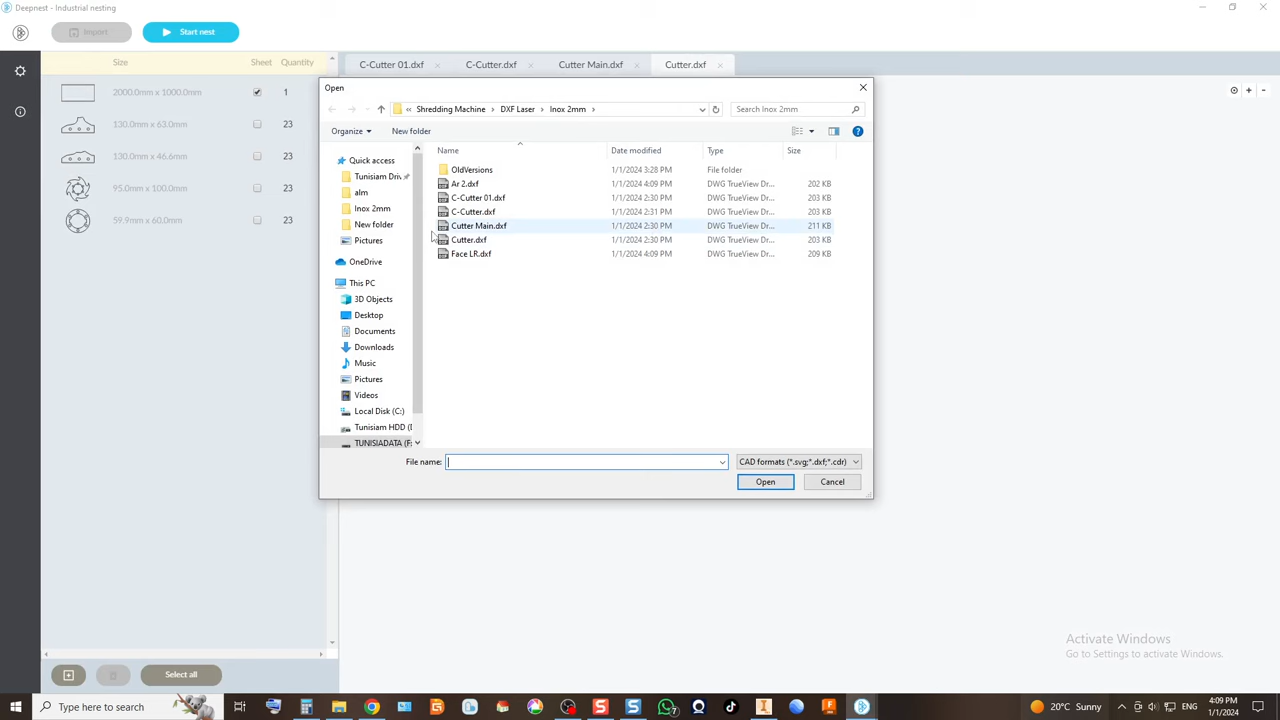 Deepnest - Industrial nesting
Import
Start nest
Size Sheet Quantity
2000.0mm x 1000.0mm 1
130.0mm x 63.0mm 23
130.0mm x 46.6mm 23
95.0mm x 100.0mm 23
59.9mm x 60.0mm 23
Select all
C-Cutter 01.dxf
C-Cutter.dxf
Cutter Main.dxf
Cutter.dxf
Open
« Shredding Machine > DXF Laser > Inox 2mm >
Search Inox 2mm
Organize
New folder
Quick access
Tunisiam Driv
alm
Inox 2mm
New folder
Pictures
OneDrive
This PC
3D Objects
Desktop
Documents
Downloads
Music
Pictures
Videos
Local Disk (C:)
Tunisiam HDD (I
TUNISIADATA (F:
Name Date modified Type Size
OldVersions 1/1/2024 3:28 PM File folder
Ar 2.dxf 1/1/2024 4:09 PM DWG TrueView Dr... 202 KB
C-Cutter 01.dxf 1/1/2024 2:30 PM DWG TrueView Dr... 203 KB
C-Cutter.dxf 1/1/2024 2:31 PM DWG TrueView Dr... 203 KB
Cutter Main.dxf 1/1/2024 2:30 PM DWG TrueView Dr... 211 KB
Cutter.dxf 1/1/2024 2:30 PM DWG TrueView Dr... 203 KB
Face LR.dxf 1/1/2024 4:09 PM DWG TrueView Dr... 209 KB
File name:
CAD formats (*.svg;*.dxf;*.cdr)
Open
Cancel
Activate Windows
Go to Settings to activate Windows.
Type here to search
20°C Sunny
4:09 PM
1/1/2024